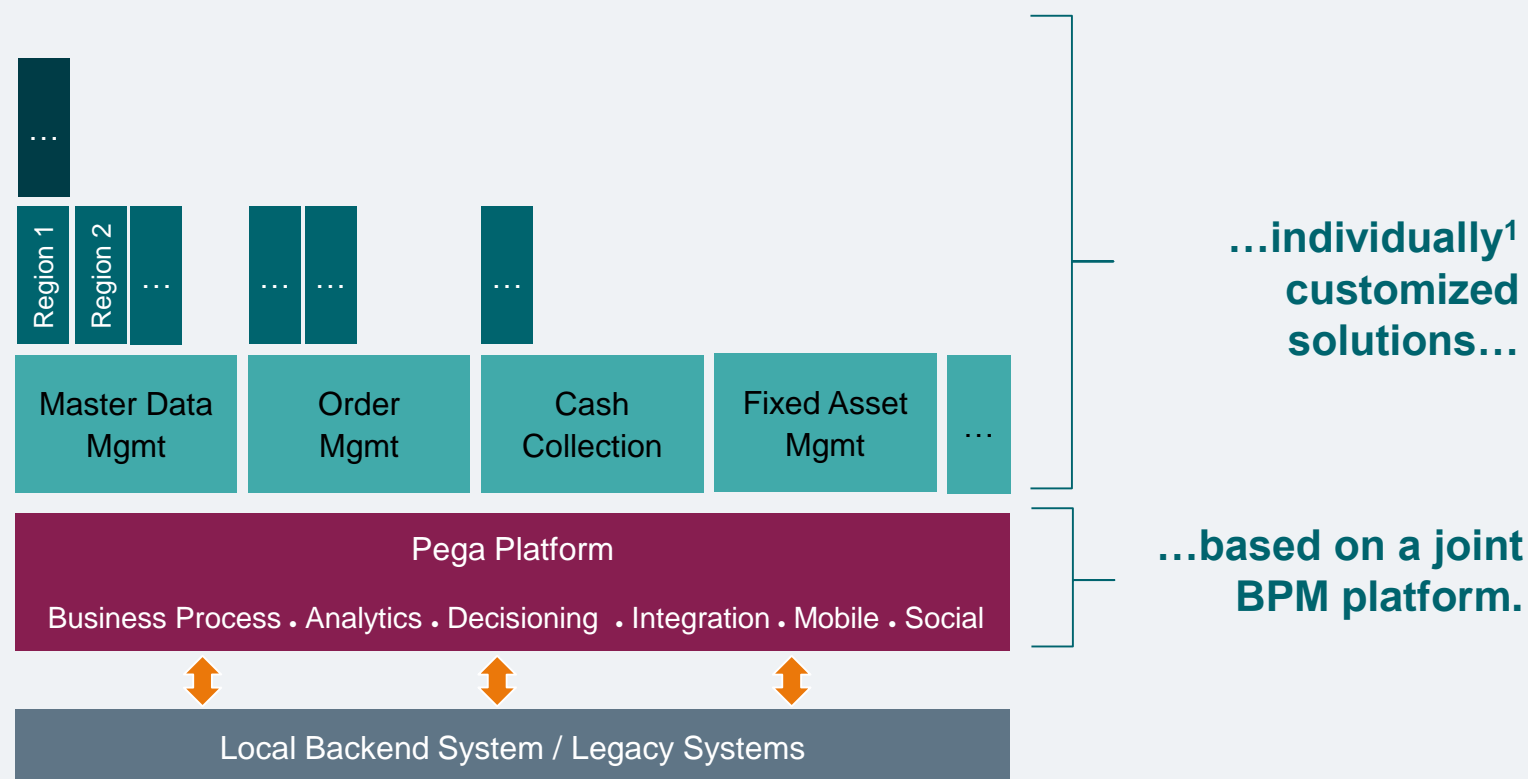 …
Region 1
Region 2
…
…
…
…
Master Data
Mgmt
Order
Mgmt
Cash
Collection
Fixed Asset
Mgmt
…
Pega Platform
Business Process • Analytics • Decisioning • Integration • Mobile • Social
Local Backend System / Legacy Systems
…individually¹
customized
solutions…
…based on a joint
BPM platform.